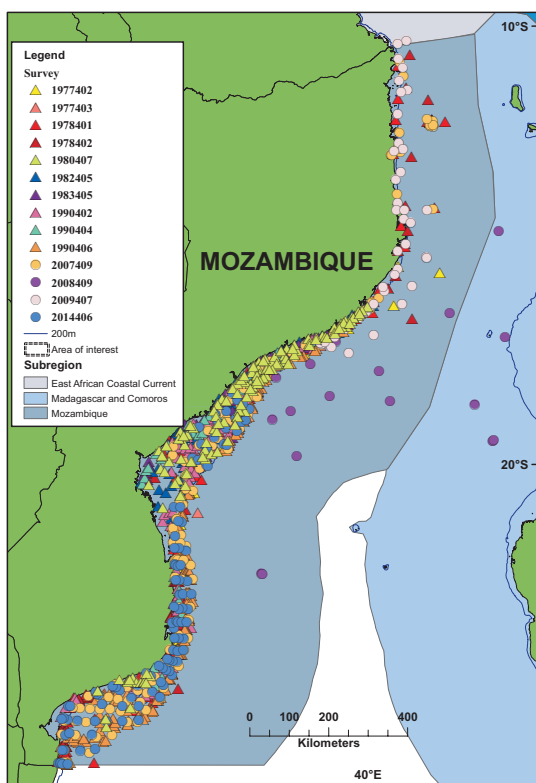 10°S
Legend
Survey
1977402
1977403
1978401
1978402
1980407
1982405
1983405
1990402
1990404
1990406
2007409
2008409
2009407
2014406
200m
Area of interest
Subregion
East African Coastal Current
Madagascar and Comoros
Mozambique
MOZAMBIQUE
20°S
0 100 200 400
Kilometers
40°E